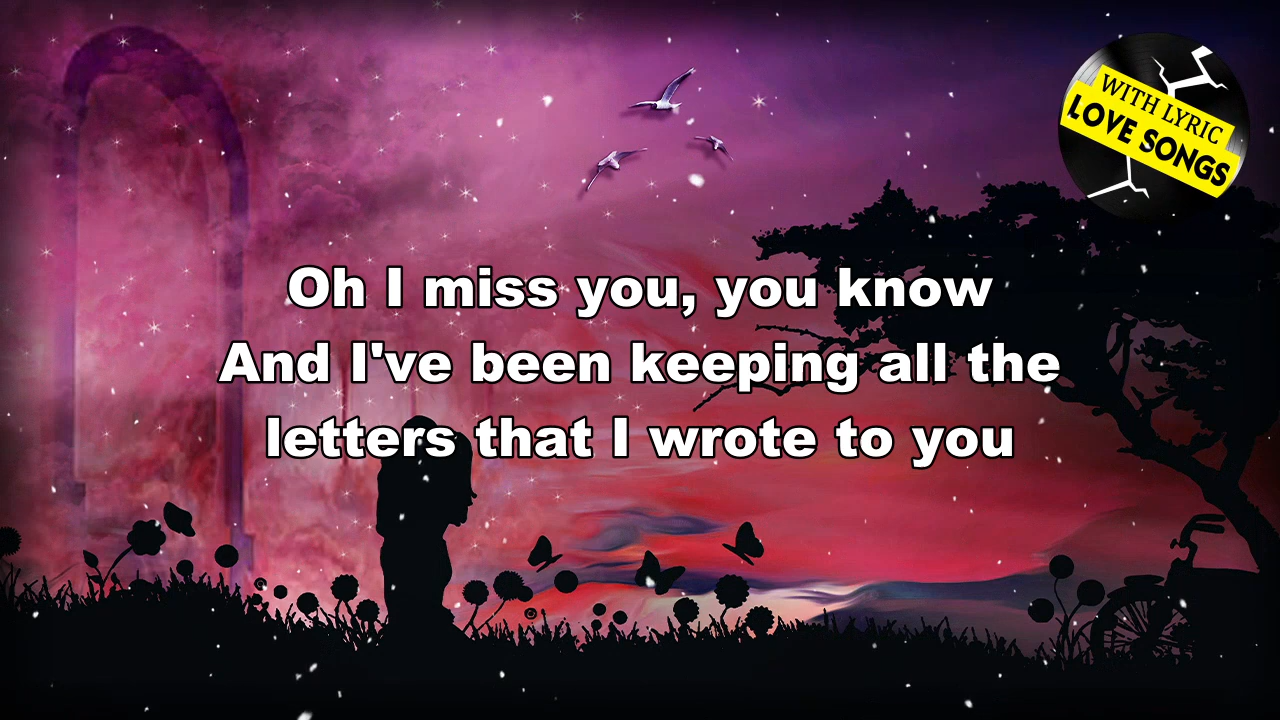 WITH LYRIC
LOVE SONGS
Oh I miss you, you know
And I've been keeping all the
letters that I wrote to you